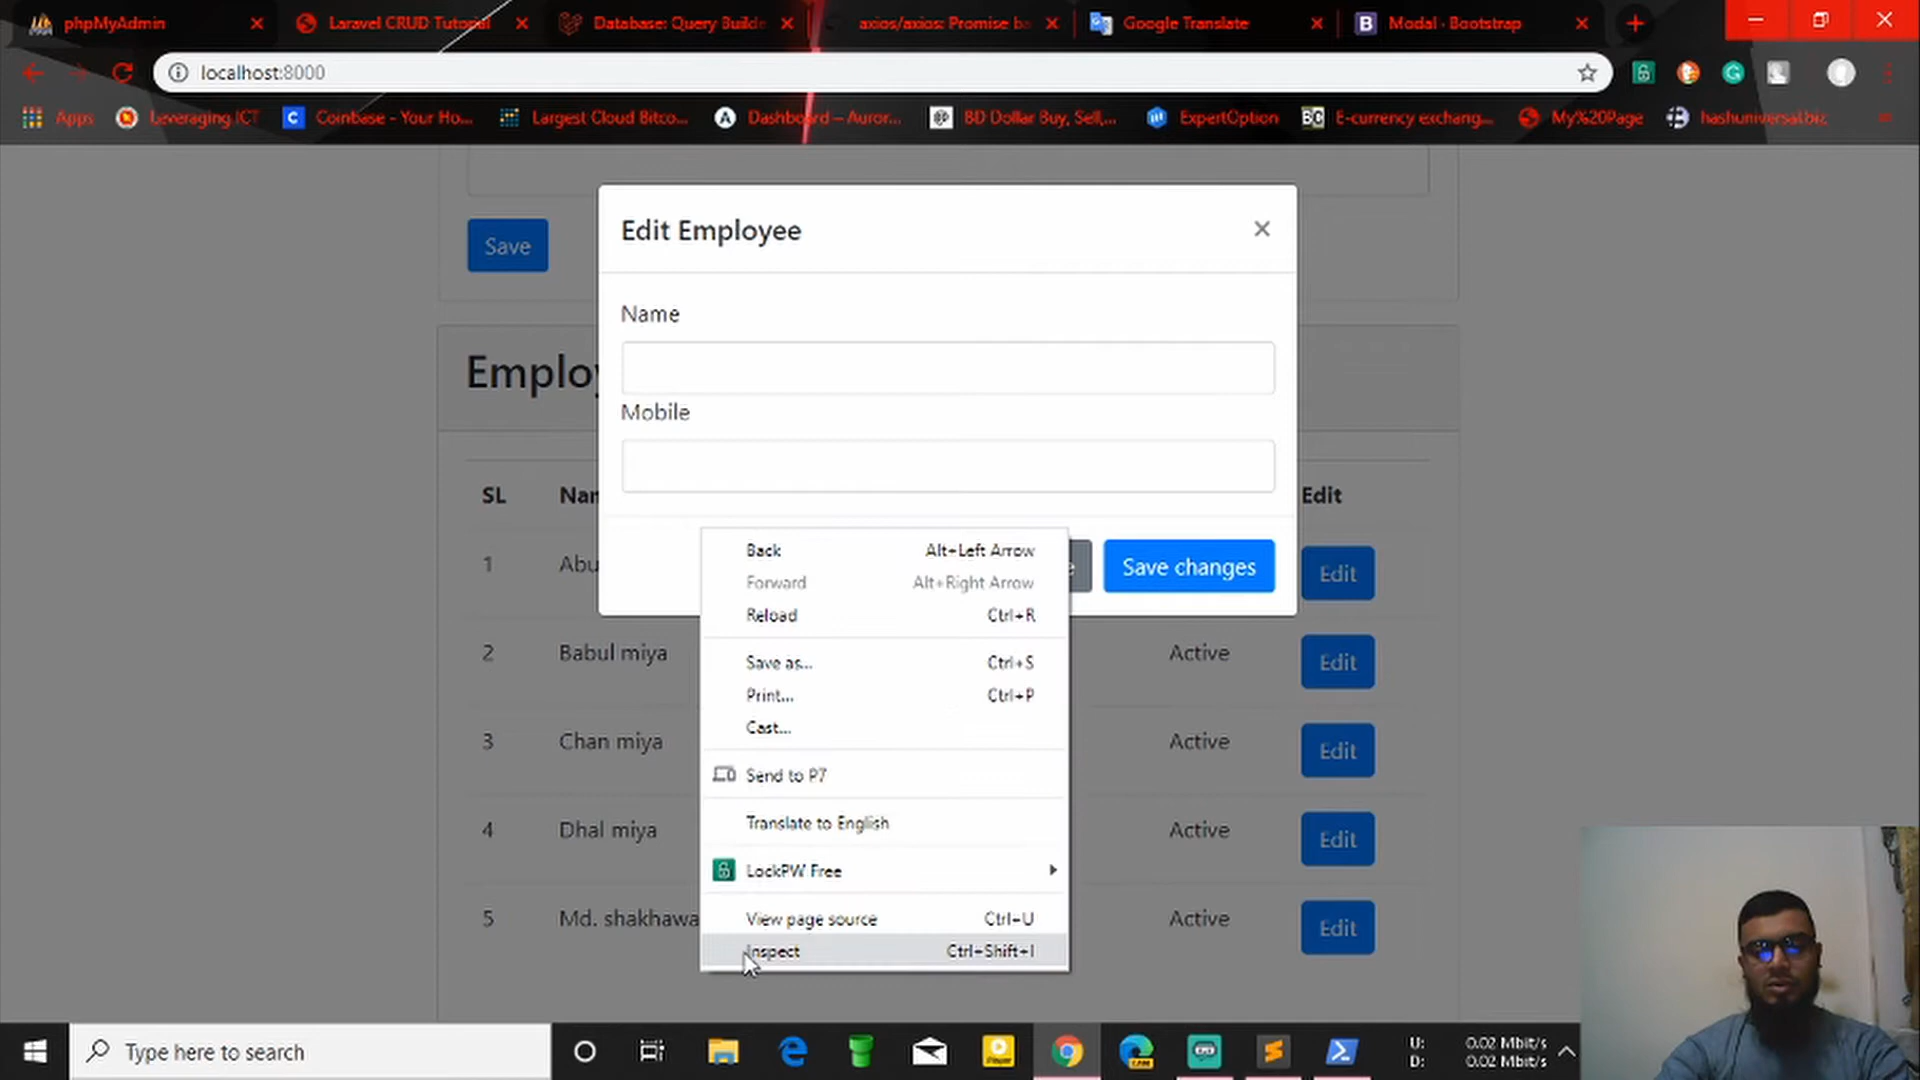 phpMyAdmin
Laravel CRUD Tutorial
Database: Query Builde
axios/axios: Promise ba
Google Translate
Modal · Bootstrap
localhost:8000
Apps
Leveraging ICT
Coinbase - Your Ho...
Largest Cloud Bitco...
Dashboard – Auror...
BD Dollar Buy, Sell,...
ExpertOption
E-currency exchang...
My%20Page
hashuniversal.biz
Save
Edit Employee
×
Name
Mobile
Save changes
Employ
SL
Nan
Edit
1
Abu
Edit
2
Babul miya
Active
Edit
3
Chan miya
Active
Edit
4
Dhal miya
Active
Edit
5
Md. shakhawa
Active
Edit
Back Alt+Left Arrow
Forward Alt+Right Arrow
Reload Ctrl+R
Save as... Ctrl+S
Print... Ctrl+P
Cast...
Send to P7
Translate to English
LockPW Free
View page source Ctrl+U
Inspect Ctrl+Shift+I
Type here to search
U: 0.02 Mbit/s
D: 0.02 Mbit/s